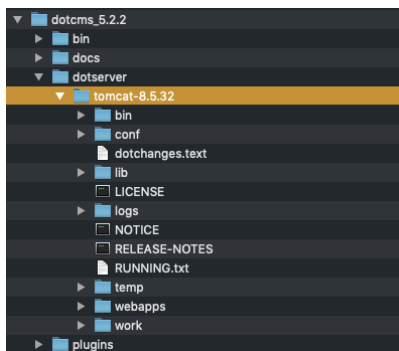 dotcms_5.2.2
bin
docs
dotserver
tomcat-8.5.32
bin
conf
dotchanges.text
lib
LICENSE
logs
NOTICE
RELEASE-NOTES
RUNNING.txt
temp
webapps
work
plugins